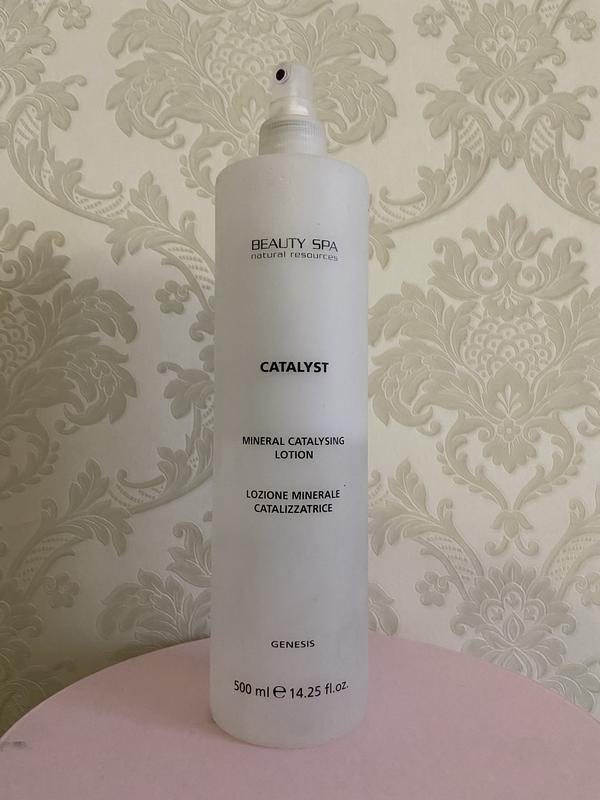 BEAUTY SPA
natural resources
CATALYST
MINERAL CATALYSING
LOTION
LOZIONE MINERALE
CATALIZZATRICE
GENESIS
500 ml ℮ 14.25 fl.oz.